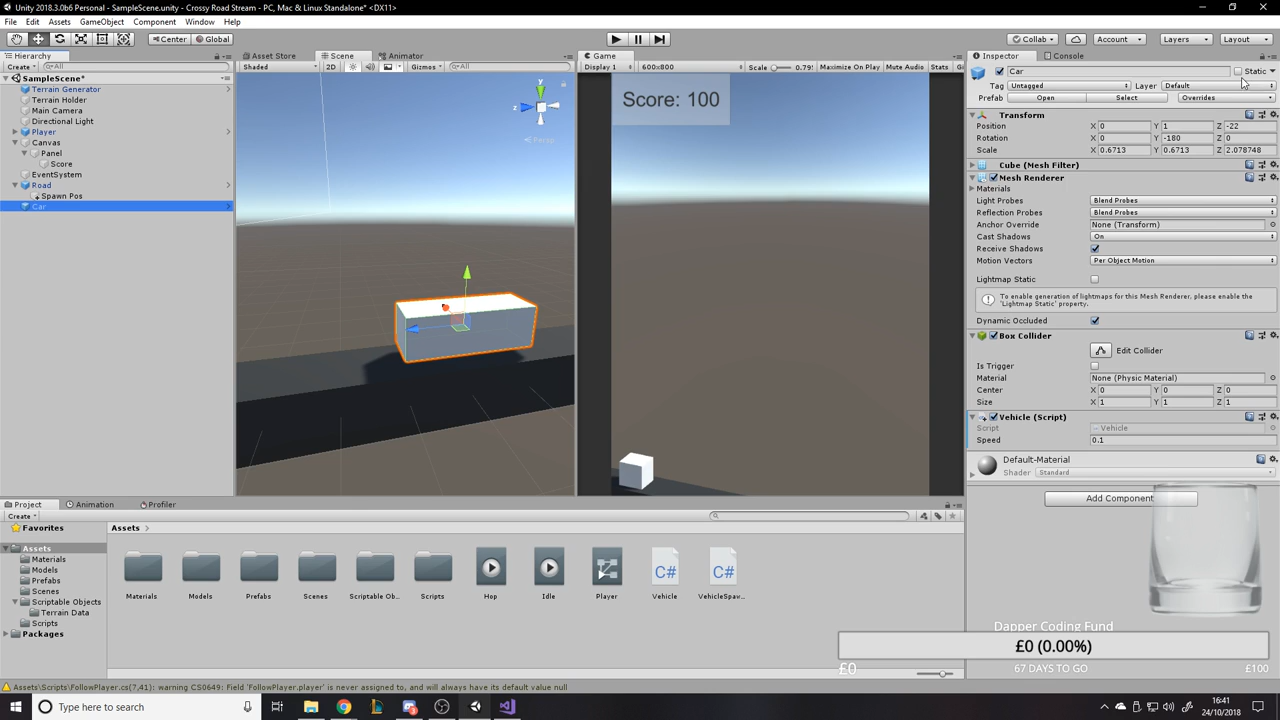 Unity 2018.3.0b6 Personal - SampleScene.unity - Crossy Road Stream - PC, Mac & Linux Standalone* <DX11>
File Edit Assets GameObject Component Window Help
Center Global Collab Account Layers Layout
Hierarchy Asset Store Scene Animator Game Inspector Console
Create All Shaded 2D Gizmos All Display 1 600x800 Scale 0.79 Maximize On Play Mute Audio Stats
Car Static
SampleScene*
Tag Untagged Layer Default
Terrain Generator
Prefab Open Select Overrides
Terrain Holder
Score: 100
Main Camera
Transform
Directional Light
Position X 0 Y 1 Z -22
Player
Rotation X 0 Y -180 Z 0
Canvas
Persp
Scale X 0.6713 Y 0.6713 Z 2.078748
Panel
Score
Cube (Mesh Filter)
EventSystem
Mesh Renderer
Road
Materials
Spawn Pos
Light Probes Blend Probes
Car
Reflection Probes Blend Probes
Anchor Override None (Transform)
Cast Shadows On
Receive Shadows
Motion Vectors Per Object Motion
Lightmap Static
To enable generation of lightmaps for this Mesh Renderer, please enable the 'Lightmap Static' property.
Dynamic Occluded
Box Collider
Edit Collider
Is Trigger
Material None (Physic Material)
Center X 0 Y 0 Z 0
Size X 1 Y 1 Z 1
Vehicle (Script)
Script Vehicle
Speed 0.1
Default-Material
Shader Standard
Add Component
Project Animation Profiler
Create
Favorites
Assets
Assets
Materials
Models
Prefabs
Scenes
Scriptable Objects
Terrain Data
Scripts
Packages
C# C#
Materials Models Prefabs Scenes Scriptable Ob... Scripts Hop Idle Player Vehicle VehicleSpaw...
Dapper Coding Fund
£0 (0.00%)
£0 67 DAYS TO GO £100
Assets\Scripts\FollowPlayer.cs(7,41): warning CS0649: Field 'FollowPlayer.player' is never assigned to, and will always have its default value null
Type here to search
16:41
24/10/2018